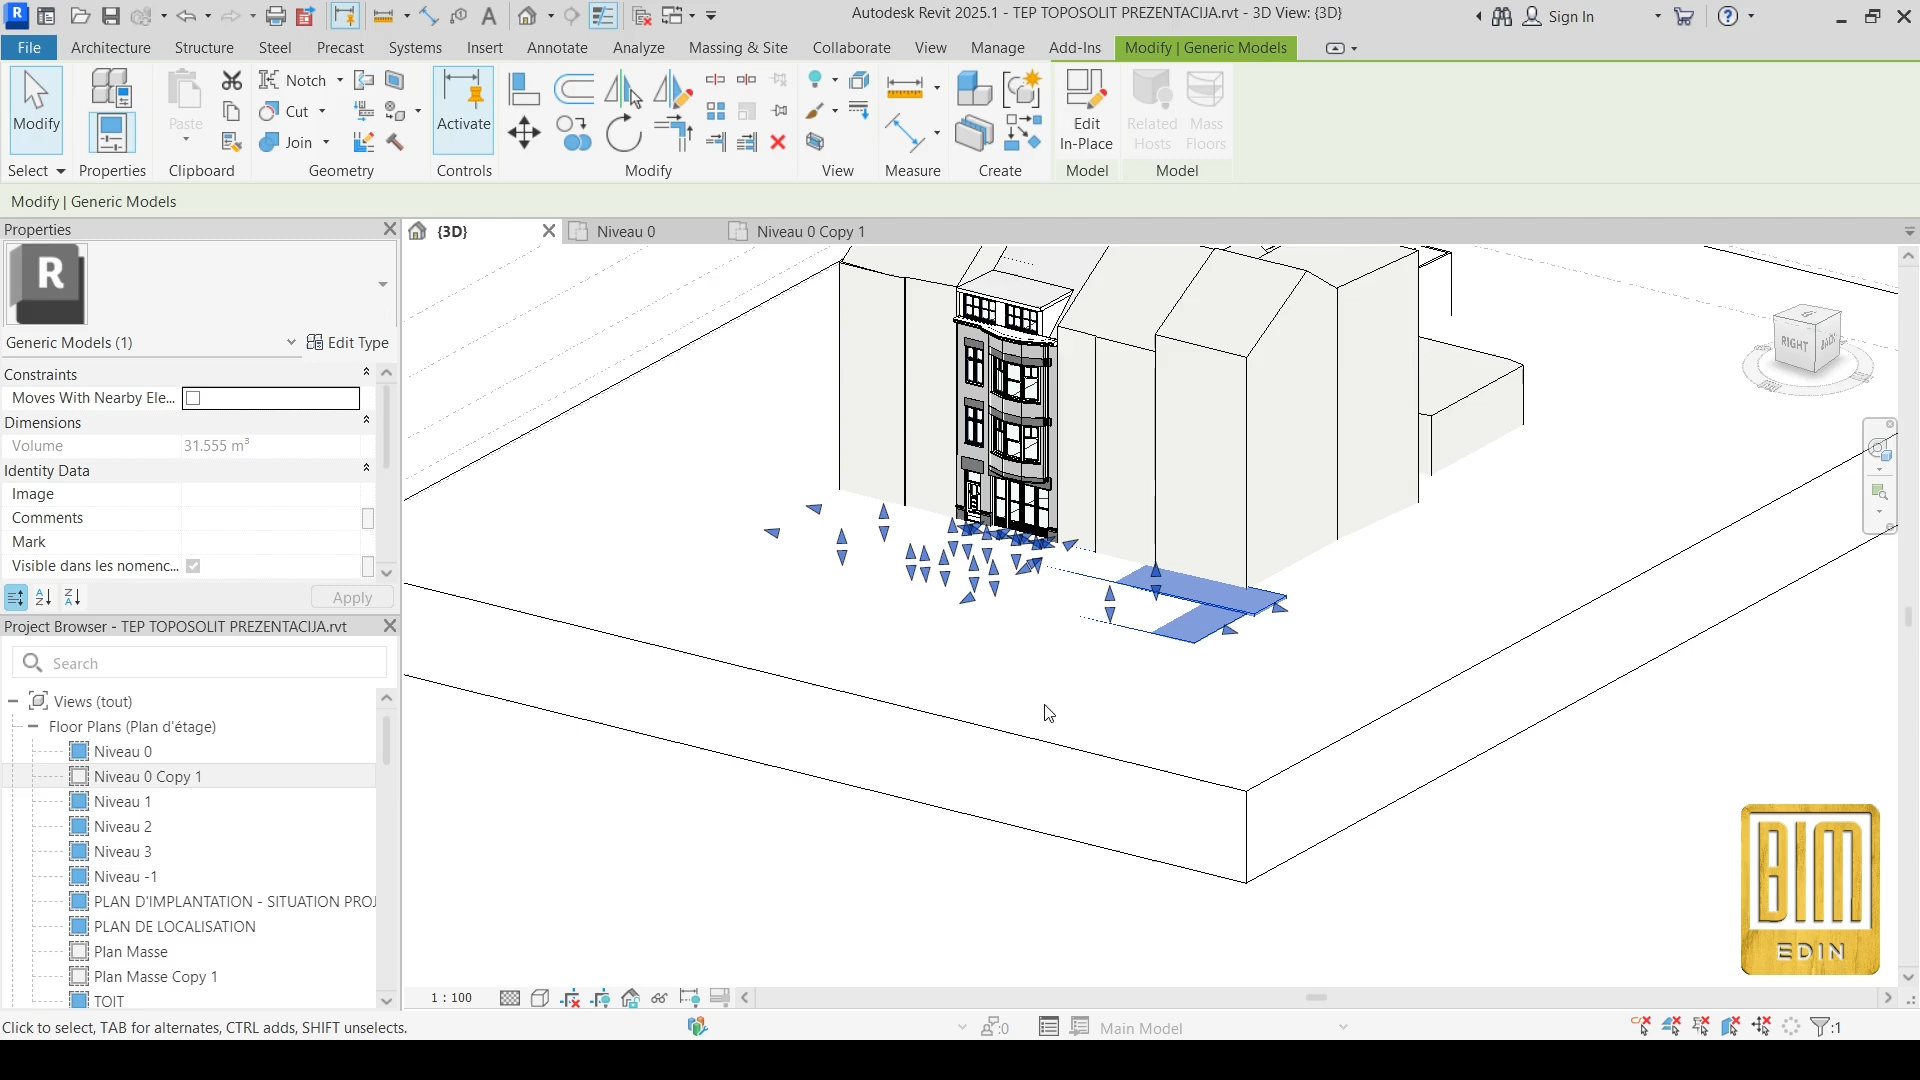 Autodesk Revit 2025.1 - TEP TOPOSOLIT PREZENTACIJA.rvt - 3D View: {3D}
Sign In
File Architecture Structure Steel Precast Systems Insert Annotate Analyze Massing & Site Collaborate View Manage Add-Ins Modify | Generic Models
Modify
Paste
Notch
Cut
Join
Activate
Edit
In-Place
Related
Hosts
Mass
Floors
Select Properties Clipboard Geometry Controls Modify View Measure Create Model Model
Modify | Generic Models
Properties
{3D}
Niveau 0
Niveau 0 Copy 1
R
Generic Models (1)
Edit Type
Constraints
Moves With Nearby Ele...
Dimensions
Volume 31.555 m³
Identity Data
Image
Comments
Mark
Visible dans les nomenc...
Apply
Project Browser - TEP TOPOSOLIT PREZENTACIJA.rvt
Search
Views (tout)
Floor Plans (Plan d'étage)
Niveau 0
Niveau 0 Copy 1
Niveau 1
Niveau 2
Niveau 3
Niveau -1
PLAN D'IMPLANTATION - SITUATION PROJ
PLAN DE LOCALISATION
Plan Masse
Plan Masse Copy 1
TOIT
RIGHT
BACK
BIM
EDIN
1 : 100
Click to select, TAB for alternates, CTRL adds, SHIFT unselects.
:0
Main Model
:1